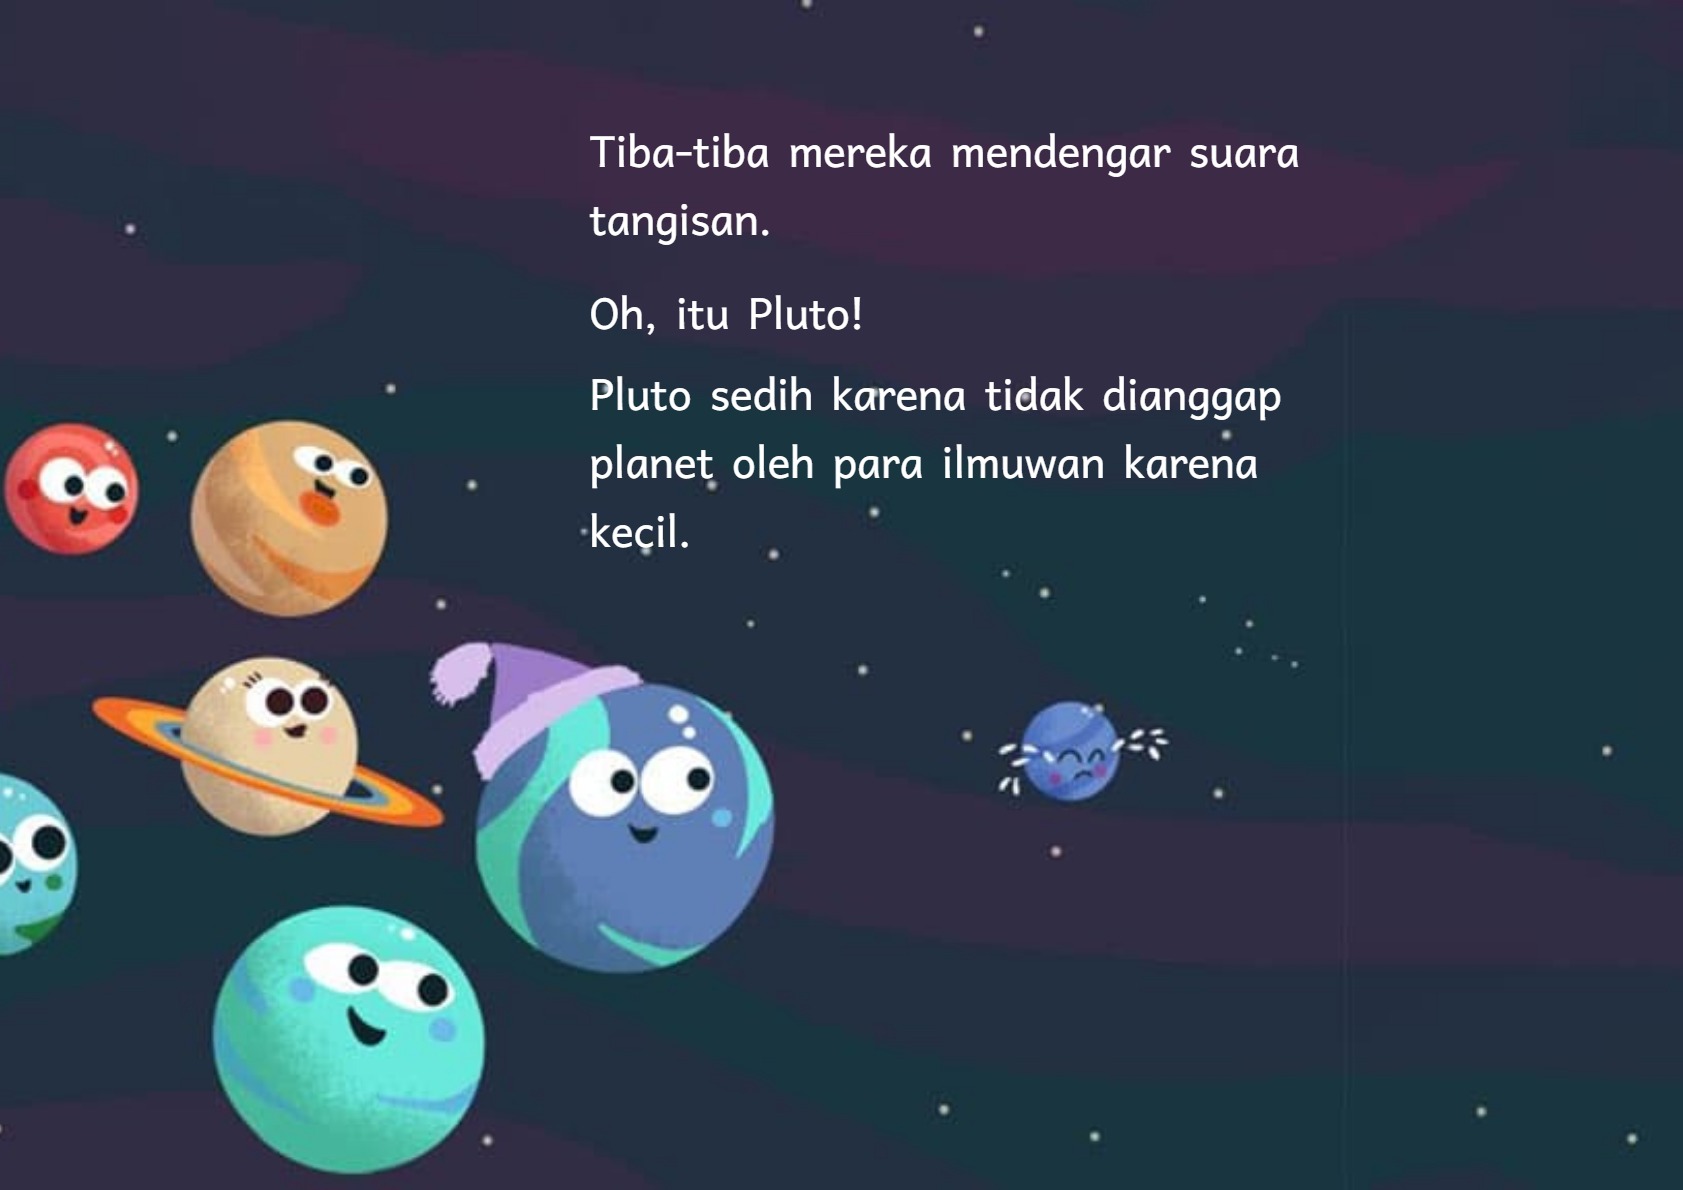 Tiba-tiba mereka mendengar suara
tangisan.
Oh, itu Pluto!
Pluto sedih karena tidak dianggap
planet oleh para ilmuwan karena
kecil.